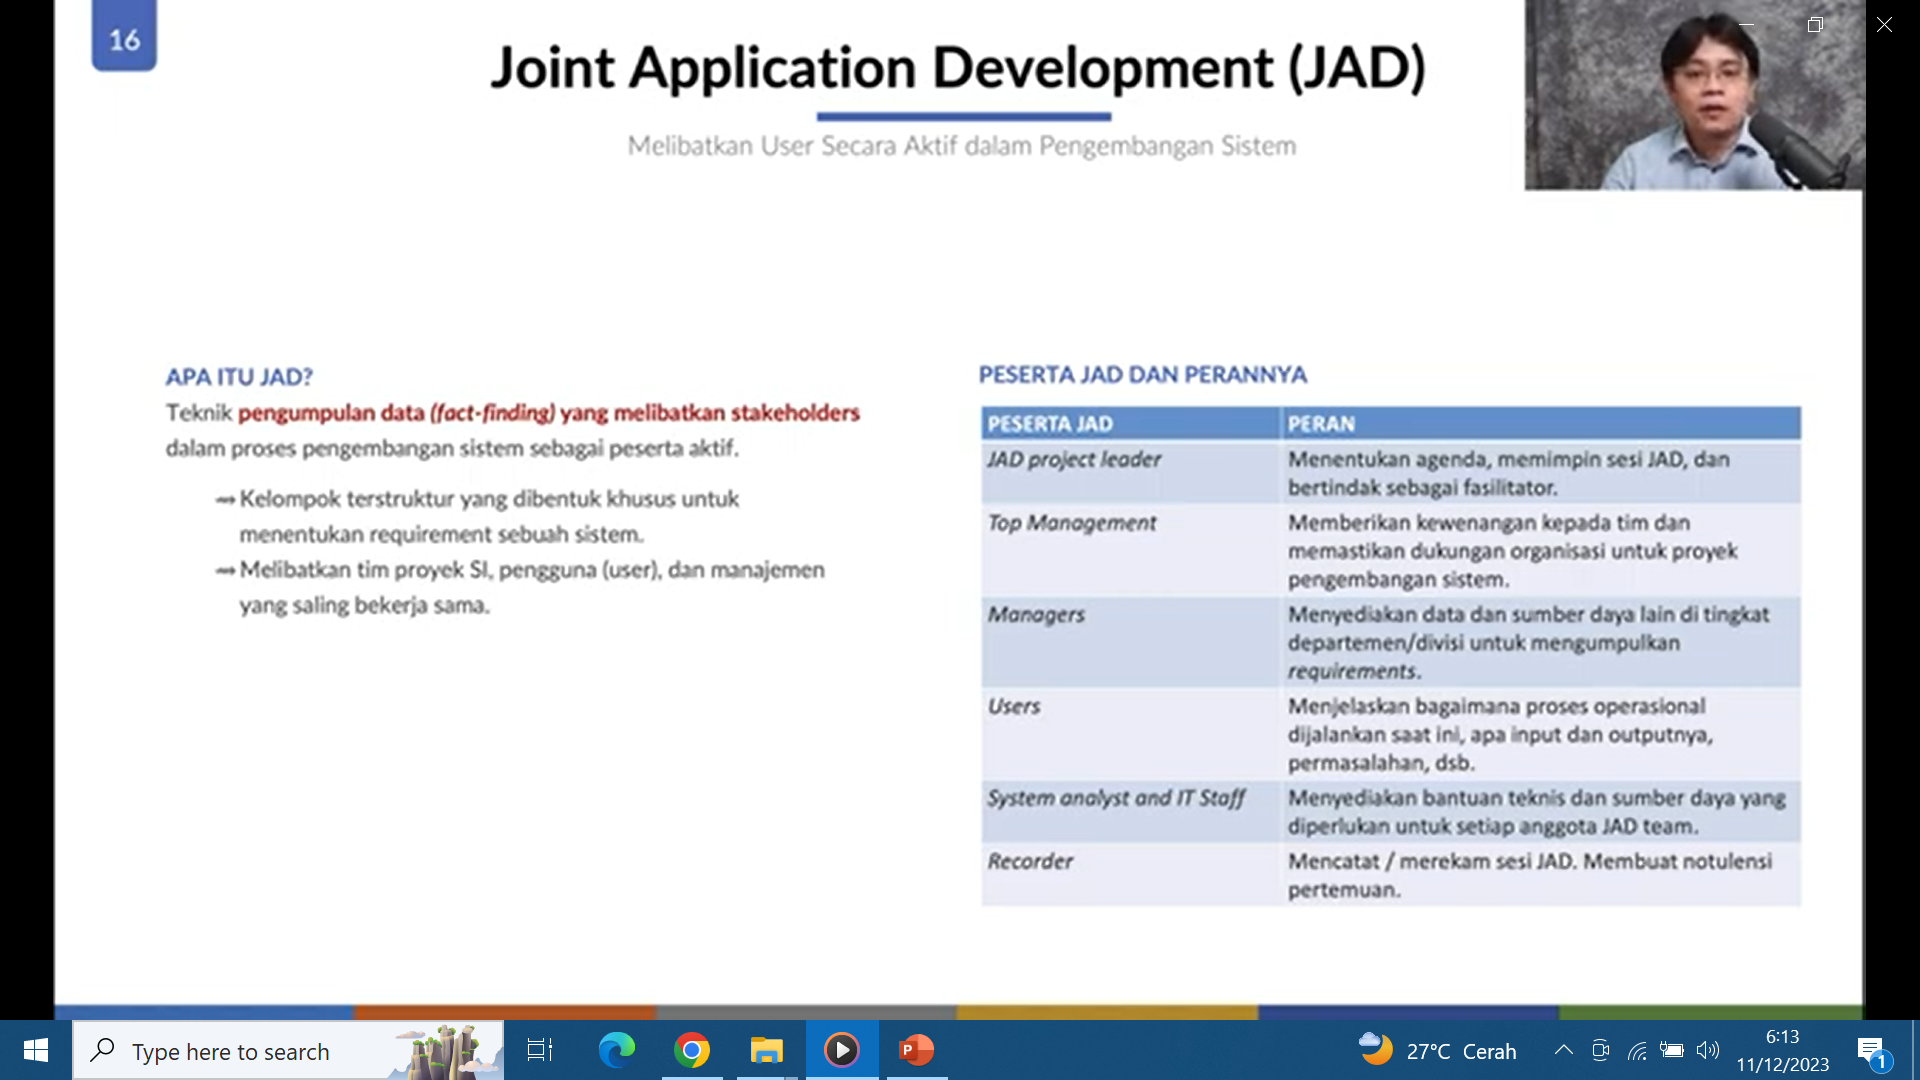 16
Joint Application Development (JAD)
Melibatkan User Secara Aktif dalam Pengembangan Sistem
APA ITU JAD?
Teknik pengumpulan data (fact-finding) yang melibatkan stakeholders
dalam proses pengembangan sistem sebagai peserta aktif.
⇝ Kelompok terstruktur yang dibentuk khusus untuk
menentukan requirement sebuah sistem.
⇝ Melibatkan tim proyek SI, pengguna (user), dan manajemen
yang saling bekerja sama.
PESERTA JAD DAN PERANNYA
PESERTA JAD PERAN
JAD project leader Menentukan agenda, memimpin sesi JAD, dan
bertindak sebagai fasilitator.
Top Management Memberikan kewenangan kepada tim dan
memastikan dukungan organisasi untuk proyek
pengembangan sistem.
Managers Menyediakan data dan sumber daya lain di tingkat
departemen/divisi untuk mengumpulkan
requirements.
Users Menjelaskan bagaimana proses operasional
dijalankan saat ini, apa input dan outputnya,
permasalahan, dsb.
System analyst and IT Staff Menyediakan bantuan teknis dan sumber daya yang
diperlukan untuk setiap anggota JAD team.
Recorder Mencatat / merekam sesi JAD. Membuat notulensi
pertemuan.
Type here to search
27°C Cerah
6:13
11/12/2023
1